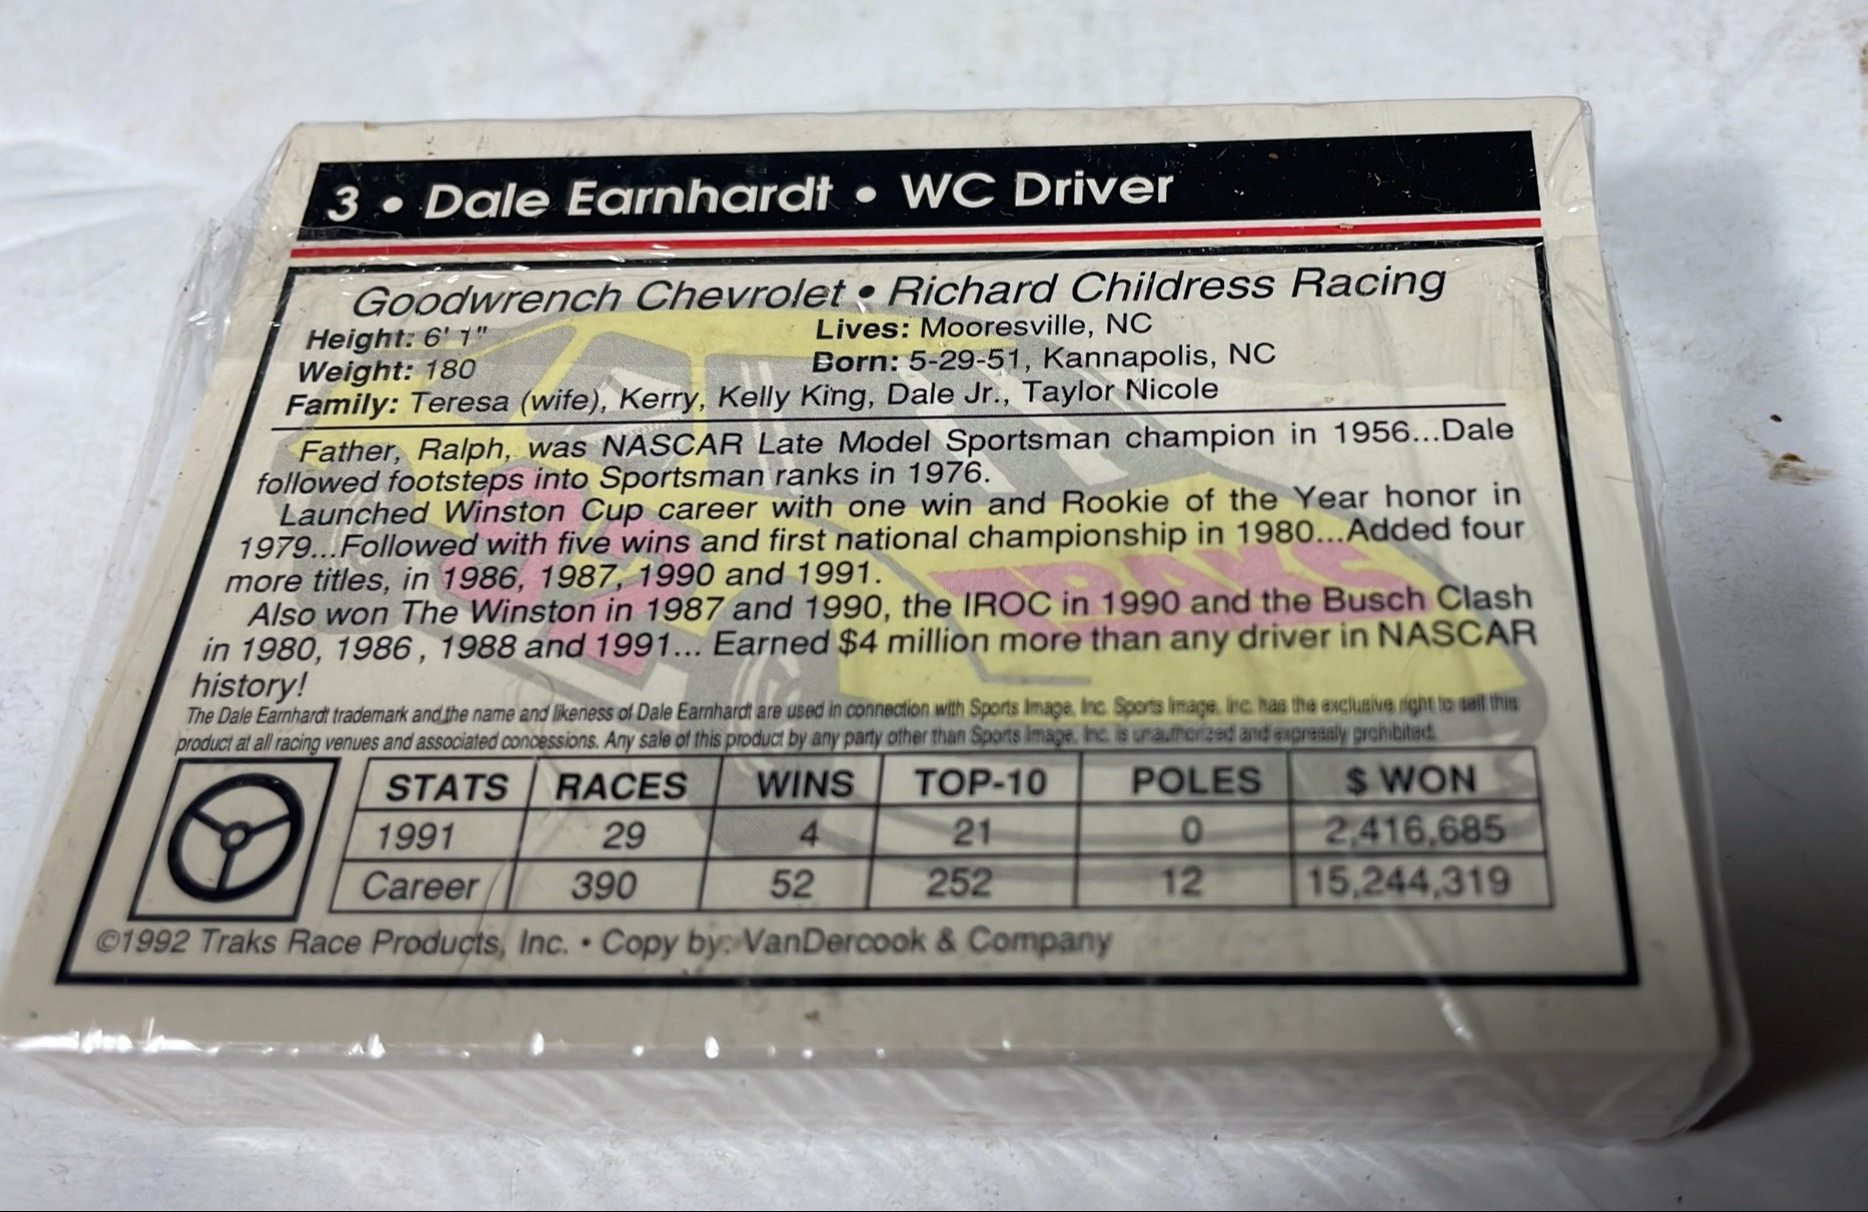 3 • Dale Earnhardt • WC Driver
Goodwrench Chevrolet • Richard Childress Racing
Height: 6' 1" Lives: Mooresville, NC
Weight: 180 Born: 5-29-51, Kannapolis, NC
Family: Teresa (wife), Kerry, Kelly King, Dale Jr., Taylor Nicole
Father, Ralph, was NASCAR Late Model Sportsman champion in 1956...Dale
followed footsteps into Sportsman ranks in 1976.
Launched Winston Cup career with one win and Rookie of the Year honor in
1979...Followed with five wins and first national championship in 1980...Added four
more titles, in 1986, 1987, 1990 and 1991.
Also won The Winston in 1987 and 1990, the IROC in 1990 and the Busch Clash
in 1980, 1986 , 1988 and 1991... Earned $4 million more than any driver in NASCAR
history!
The Dale Earnhardt trademark and the name and likeness of Dale Earnhardt are used in connection with Sports Image, Inc. Sports Image, Inc. has the exclusive right to sell this
product at all racing venues and associated concessions. Any sale of this product by any party other than Sports Image, Inc. is unauthorized and expressly prohibited.
STATS RACES WINS TOP-10 POLES $ WON
1991 29 4 21 0 2,416,685
Career 390 52 252 12 15,244,319
©1992 Traks Race Products, Inc. • Copy by: VanDercook & Company
92
TRAKS